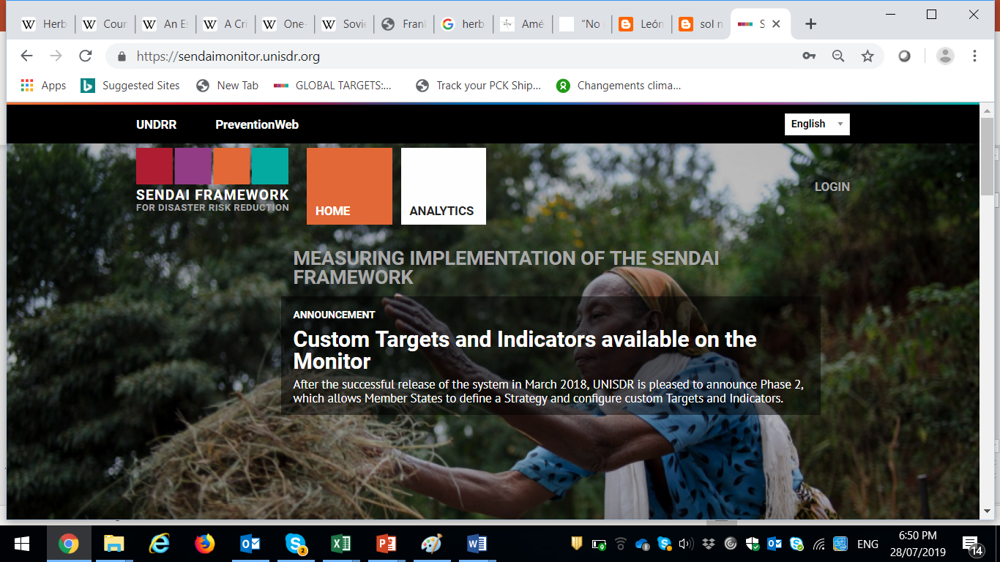 Herb
Cour
An Es
A Cri
One-
Sovie
Franl
herb
Amé
"No
León
sol n
S
https://sendaimonitor.unisdr.org
Apps
Suggested Sites
New Tab
GLOBAL TARGETS:...
Track your PCK Ship...
Changements clima...
UNDRR
PreventionWeb
English
SENDAI FRAMEWORK
FOR DISASTER RISK REDUCTION
HOME
ANALYTICS
LOGIN
MEASURING IMPLEMENTATION OF THE SENDAI
FRAMEWORK
ANNOUNCEMENT
Custom Targets and Indicators available on the
Monitor
After the successful release of the system in March 2018, UNISDR is pleased to announce Phase 2,
which allows Member States to define a Strategy and configure custom Targets and Indicators.
2
ENG
6:50 PM
28/07/2019
14